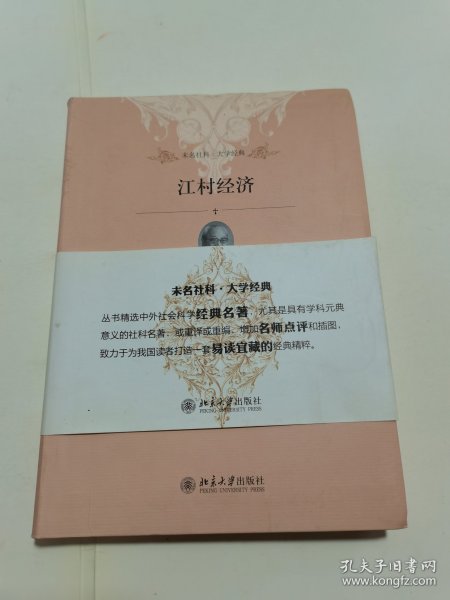 未名社科·大学经典
江村经济
未名社科·大学经典
丛书精选中外社会科学经典名著，尤其是具有学科元典
意义的社科名著，或重译或重编，增加名师点评和插图，
致力于为我国读者打造一套易读宜藏的经典精粹。
北京大学出版社
PEKING UNIVERSITY PRESS
北京大学出版社
PEKING UNIVERSITY PRESS
孔夫子旧书网
www.kongfz.com